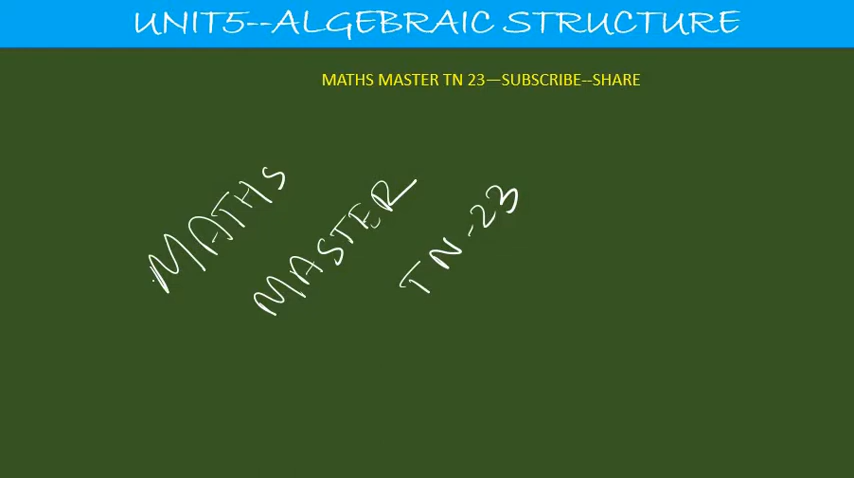 UNIT5--ALGEBRAIC STRUCTURE
MATHS MASTER TN 23—SUBSCRIBE--SHARE
MATHS
MASTER
TN-23